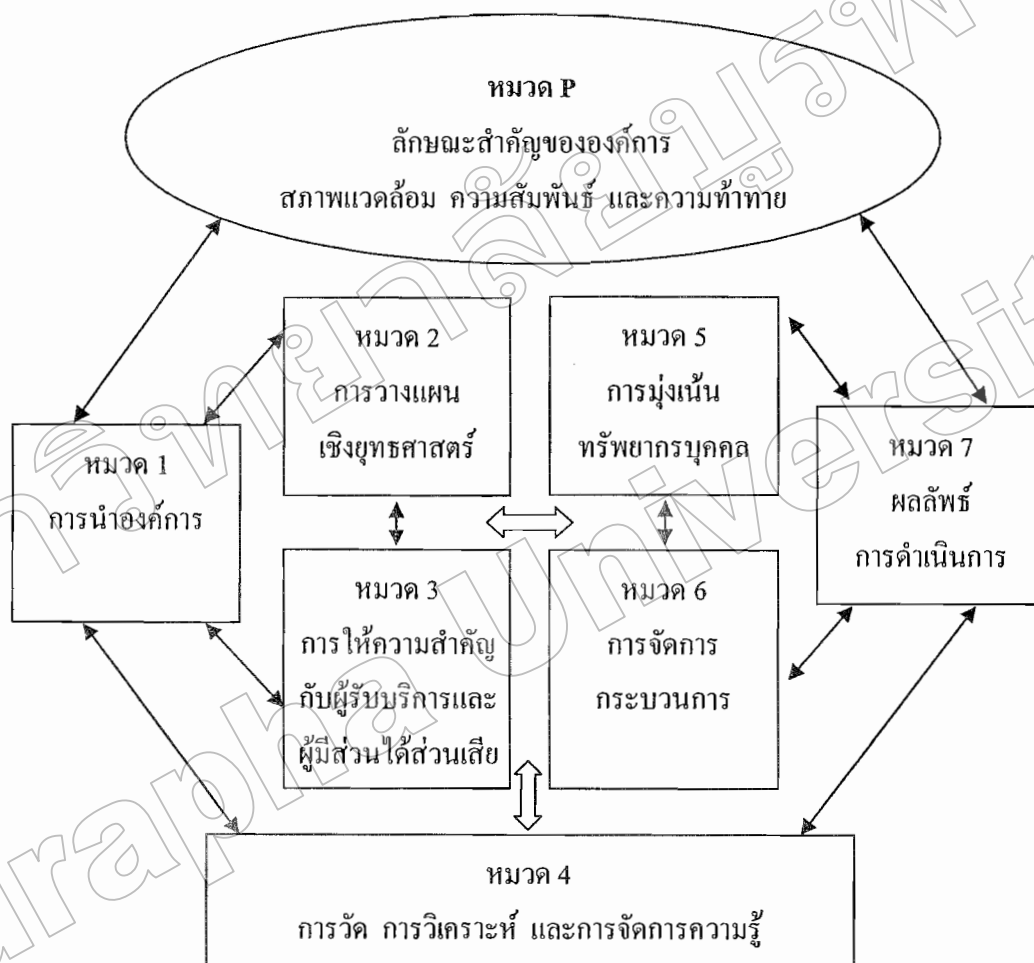 หมวด P
ลักษณะสำคัญขององค์การ
สภาพแวดล้อม ความสัมพันธ์ และความท้าทาย
หมวด 2
การวางแผน
เชิงยุทธศาสตร์
หมวด 5
การมุ่งเน้น
ทรัพยากรบุคคล
หมวด 1
การนำองค์การ
หมวด 7
ผลลัพธ์
การดำเนินการ
หมวด 3
การให้ความสำคัญ
กับผู้รับบริการและ
ผู้มีส่วนได้ส่วนเสีย
หมวด 6
การจัดการ
กระบวนการ
หมวด 4
การวัด การวิเคราะห์ และการจัดการความรู้